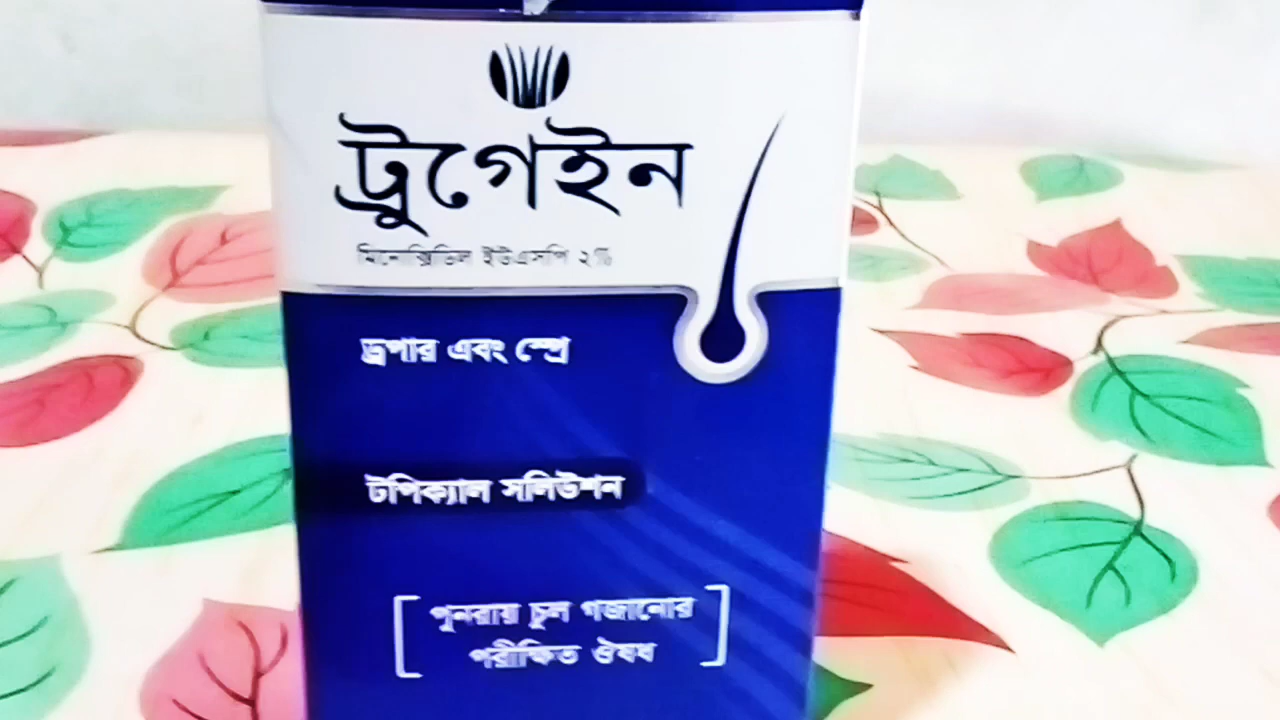 ট্রুগেইন
মিনোক্সিডিল ইউএসপি ২%
ড্রপার এবং স্প্রে
টপিক্যাল সলিউশন
পুনরায় চুল গজানোর
পরীক্ষিত ঔষধ